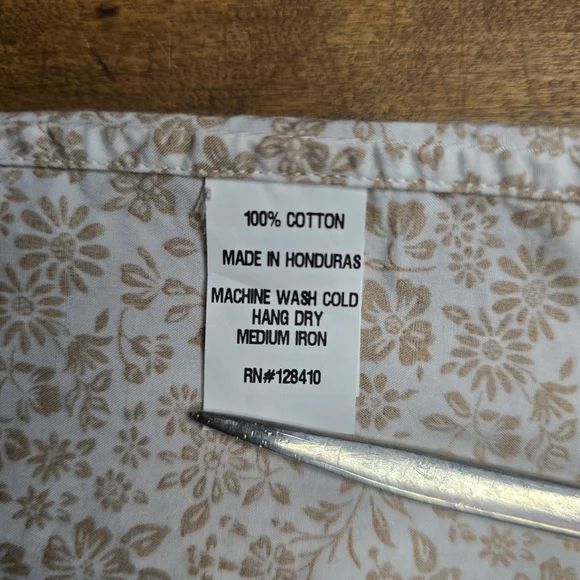 100% COTTON
MADE IN HONDURAS
MACHINE WASH COLD
HANG DRY
MEDIUM IRON
RN#128410